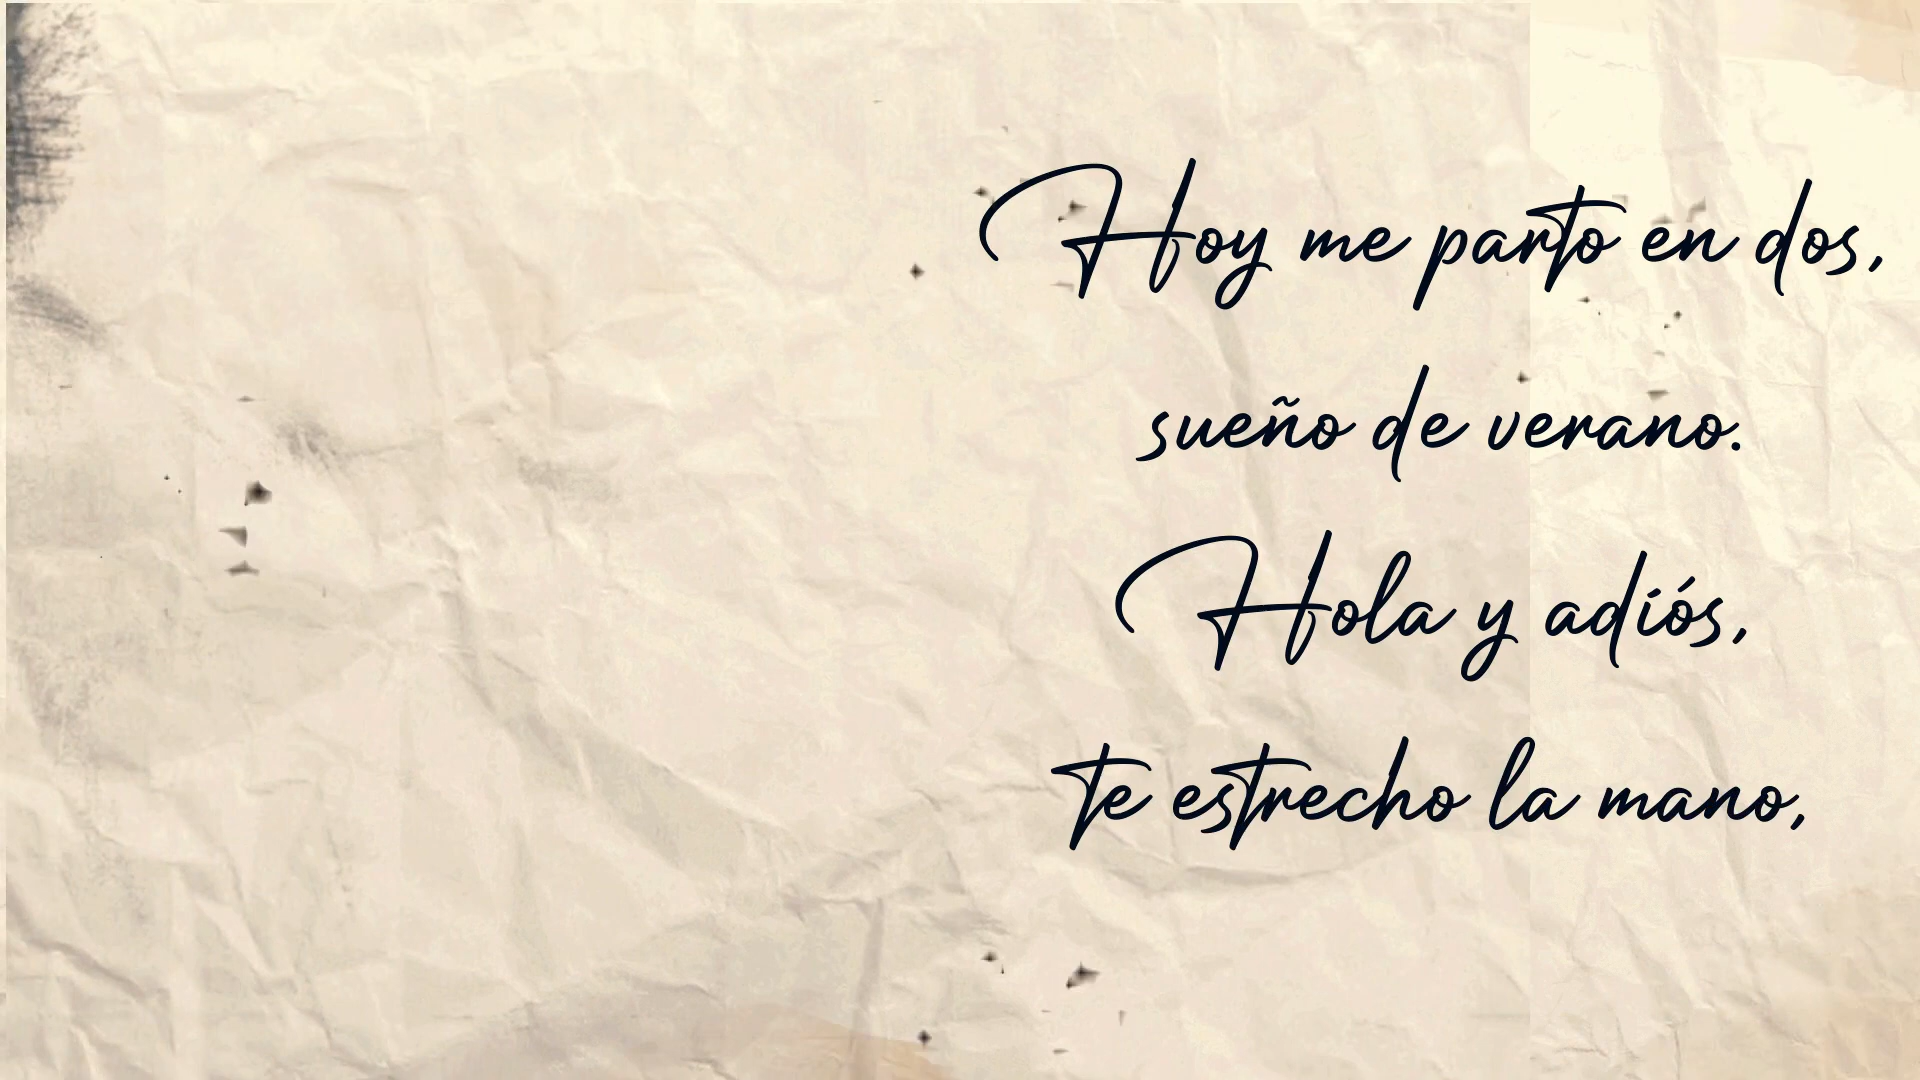 Hoy me parto en dos,
sueño de verano.
Hola y adiós,
te estrecho la mano,